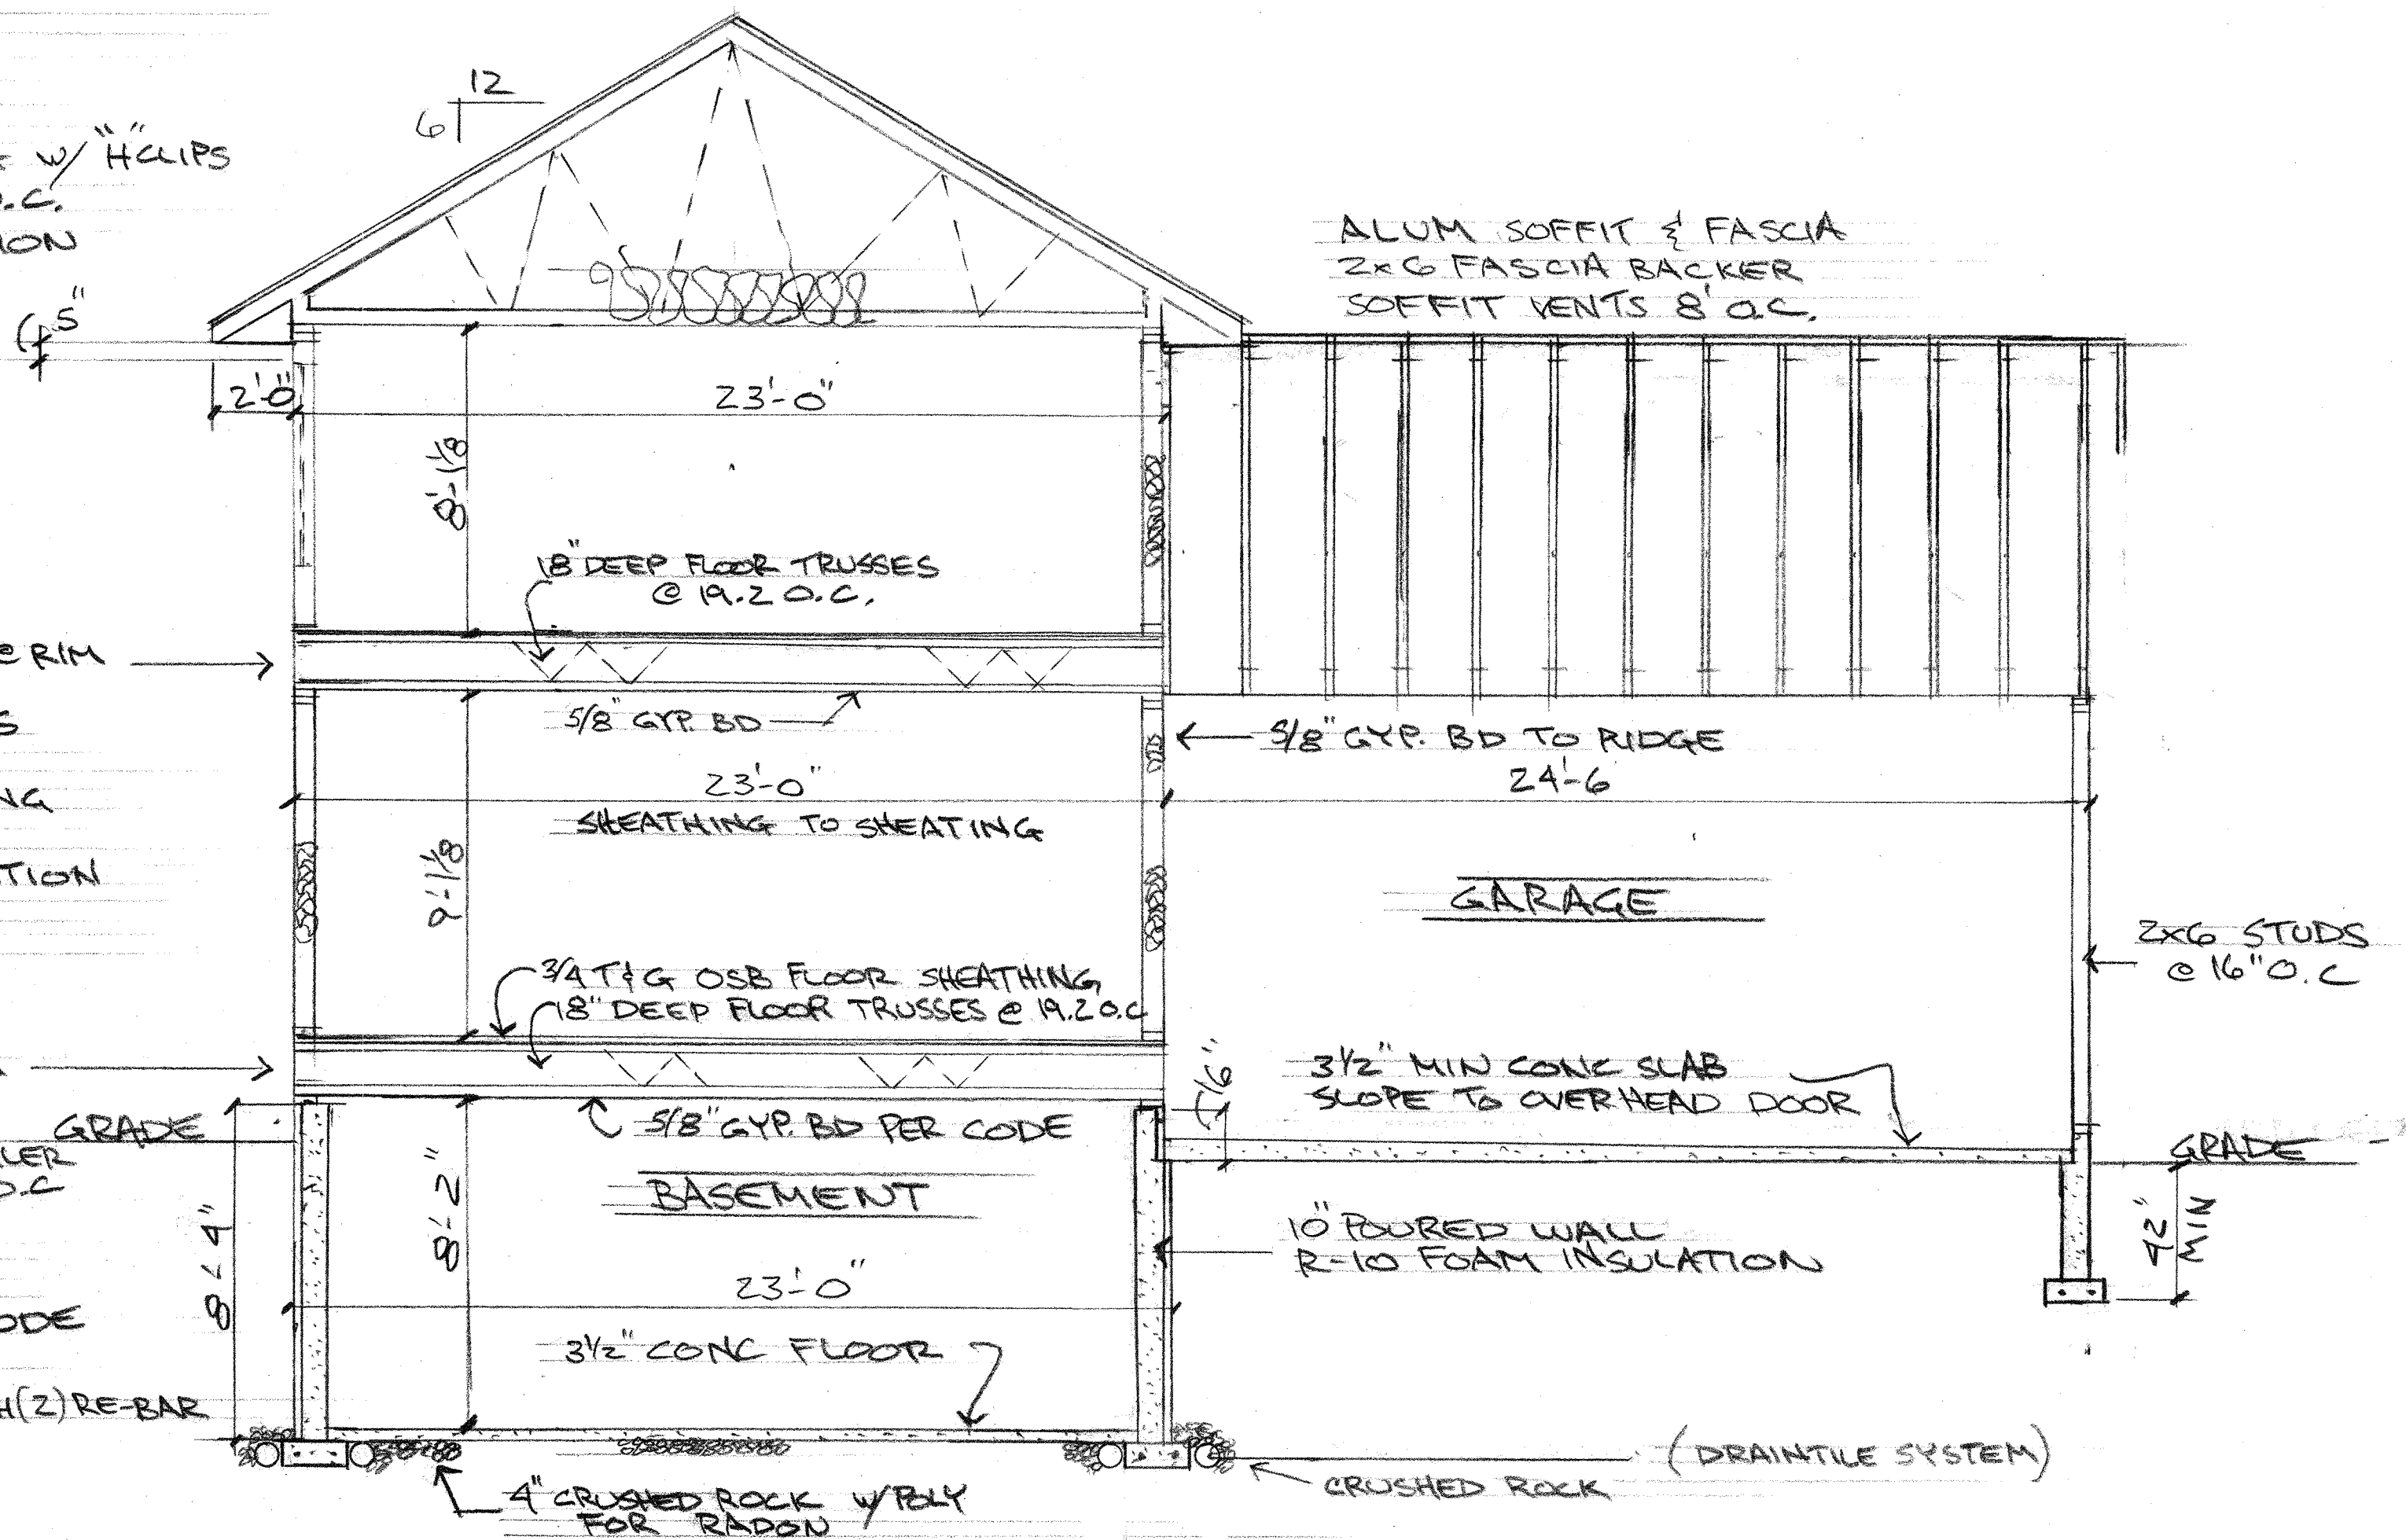 12
6
W/ "H" CLIPS
O.C.
5"
ALUM SOFFIT & FASCIA
2x6 FASCIA BACKER
SOFFIT VENTS 8' O.C.
2'-0"
23'-0"
8'-1 1/8
18" DEEP FLOOR TRUSSES
@ 19.2 O.C.
@ RIM
5/8" GYP. BD
5/8" GYP. BD TO RIDGE
23'-0"
24'-6
SHEATHING TO SHEATING
9'-1 1/8
GARAGE
2x6 STUDS
@ 16" O.C
3/4 T&G OSB FLOOR SHEATHING
18" DEEP FLOOR TRUSSES @ 19.2 O.C
3 1/2" MIN CONC SLAB
SLOPE TO OVERHEAD DOOR
GRADE
5/8" GYP. BD PER CODE
GRADE
O.C
BASEMENT
8'-2"
8'-4"
42"
MIN
10" POURED WALL
R-10 FOAM INSULATION
23'-0"
3 1/2" CONC FLOOR
(2) RE-BAR
(DRAINTILE SYSTEM)
CRUSHED ROCK
4" CRUSHED ROCK W/ POLY
FOR RADON